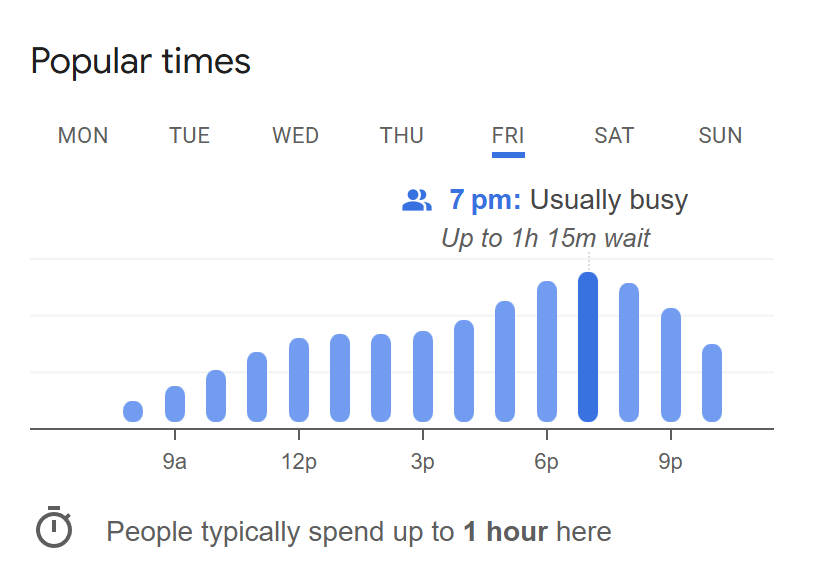 Popular times
MON TUE WED THU FRI SAT SUN
7 pm: Usually busy
Up to 1h 15m wait
9a 12p 3p 6p 9p
People typically spend up to 1 hour here